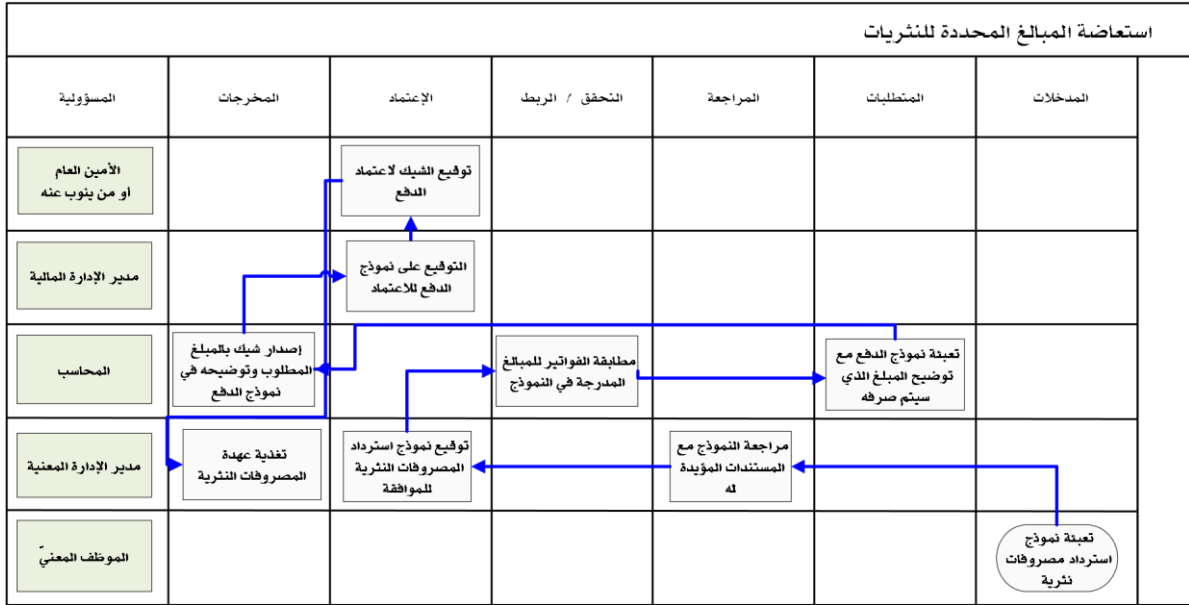 استعاضة المبالغ المحددة للنثريات
المدخلات
المتطلبات
المراجعة
التحقق / الربط
الإعتماد
المخرجات
المسؤولية
توقيع الشيك لاعتماد
الدفع
الأمين العام
او من ينوب عنه
التوقيع على نموذج
الدفع للاعتماد
مدير الإدارة المالية
تعبئة نموذج الدفع مع
توضيح المبلغ الذي
سيتم صرفه
مطابقة الفواتير للمبالغ
المدرجة في النموذج
إصدار شيك بالمبلغ
المطلوب وتوضيحه في
نموذج الدفع
المحاسب
مراجعة النموذج مع
المستندات المؤيدة
له
توقيع نموذج استرداد
المصروفات النثرية
للموافقة
تغذية عهدة
المصروفات النثرية
مدير الإدارة المعنية
تعبئة نموذج
استرداد مصروفات
نثرية
الموظف المعنيّ